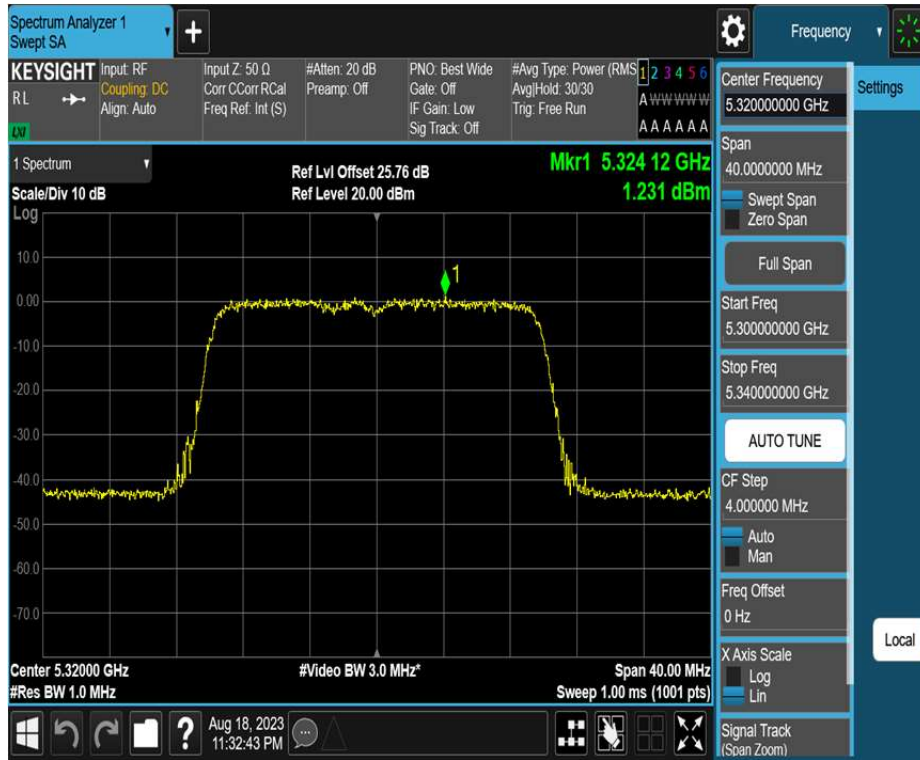 Spectrum Analyzer 1
Swept SA
+
Frequency
Settings
KEYSIGHT
R L
LXI
Input: RF
Coupling: DC
Align: Auto
Input Z: 50 Ω
Corr CCorr RCal
Freq Ref: Int (S)
#Atten: 20 dB
Preamp: Off
PNO: Best Wide
Gate: Off
IF Gain: Low
Sig Track: Off
#Avg Type: Power (RMS
Avg|Hold: 30/30
Trig: Free Run
1 2 3 4 5 6
A W W W W W
A A A A A A
1 Spectrum
Scale/Div 10 dB
Log
Ref Lvl Offset 25.76 dB
Ref Level 20.00 dBm
Mkr1 5.324 12 GHz
1.231 dBm
10.0
0.00
-10.0
-20.0
-30.0
-40.0
-50.0
-60.0
-70.0
1
Center 5.32000 GHz
#Res BW 1.0 MHz
#Video BW 3.0 MHz*
Span 40.00 MHz
Sweep 1.00 ms (1001 pts)
?
Aug 18, 2023
11:32:43 PM
Center Frequency
5.32000000 GHz
Span
40.0000000 MHz
Swept Span
Zero Span
Full Span
Start Freq
5.300000000 GHz
Stop Freq
5.340000000 GHz
AUTO TUNE
CF Step
4.000000 MHz
Auto
Man
Freq Offset
0 Hz
X Axis Scale
Log
Lin
Signal Track
(Span Zoom)
Local